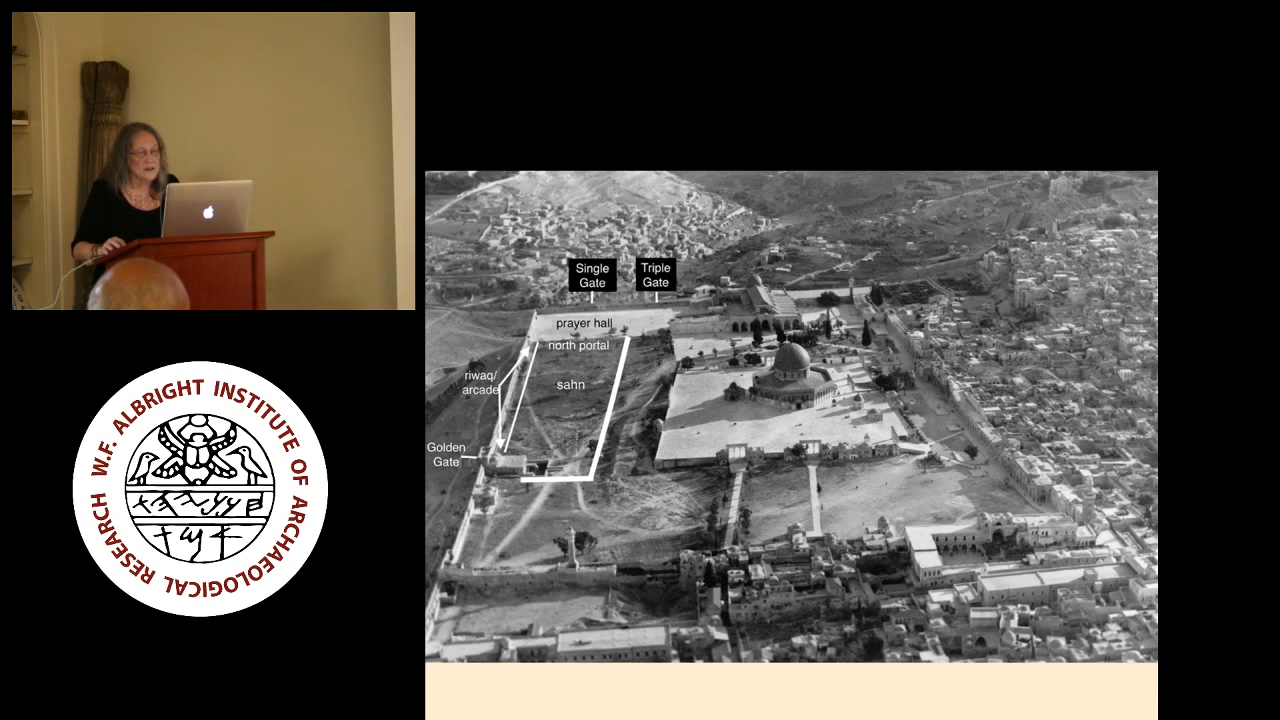 Single
Gate
Triple
Gate
prayer hall
north portal
riwaq/
arcade
sahn
Golden
Gate
W.F. ALBRIGHT INSTITUTE OF ARCHAEOLOGICAL RESEARCH